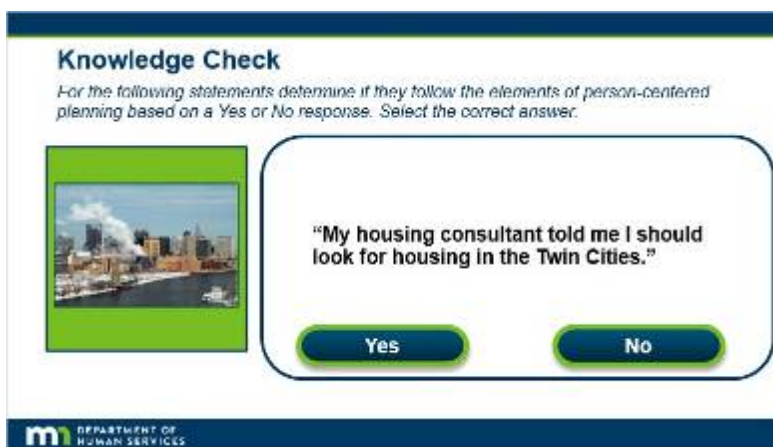 Knowledge Check
For the following statements determine if they follow the elements of person-centered
planning based on a Yes or No response. Select the correct answer.
“My housing consultant told me I should
look for housing in the Twin Cities.”
Yes
No
mn DEPARTMENT OF
HUMAN SERVICES